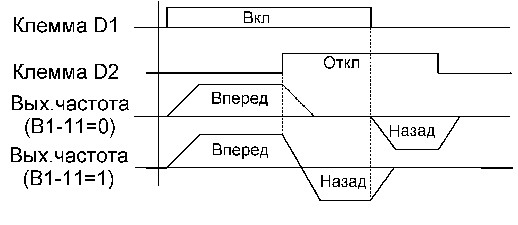 Клемма D1
Вкл
Клемма D2
Откл
Вых.частота
(B1-11=0)
Вперед
Назад
Вых.частота
(B1-11=1)
Вперед
Назад